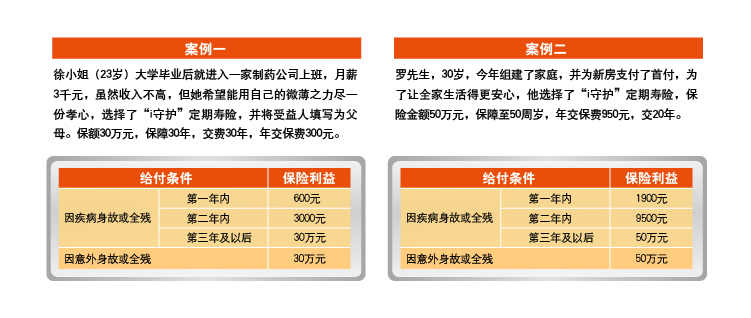 案例一
徐小姐（23岁）大学毕业后就进入一家制药公司上班，月薪
3千元，虽然收入不高，但她希望能用自己的微薄之力尽一
份孝心，选择了“i守护”定期寿险，并将受益人填写为父
母。保额30万元，保障30年，交费30年，年交保费300元。
给付条件 保险利益
因疾病身故或全残
第一年内 600元
第二年内 3000元
第三年及以后 30万元
因意外身故或全残 30万元
案例二
罗先生，30岁，今年组建了家庭，并为新房支付了首付，为
了让全家生活得更安心，他选择了“i守护”定期寿险，保
险金额50万元，保障至50周岁，年交保费950元，交20年。
给付条件 保险利益
因疾病身故或全残
第一年内 1900元
第二年内 9500元
第三年及以后 50万元
因意外身故或全残 50万元